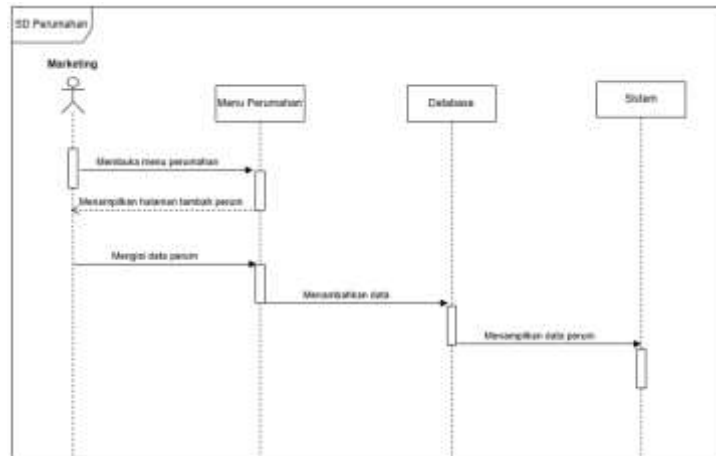 SD Perumahan
Marketing
Menu Perumahan
Database
Sistem
Membuka menu perumahan
Menampilkan halaman tambah perum
Mengisi data perum
Menambahkan data
Menampilkan data perum